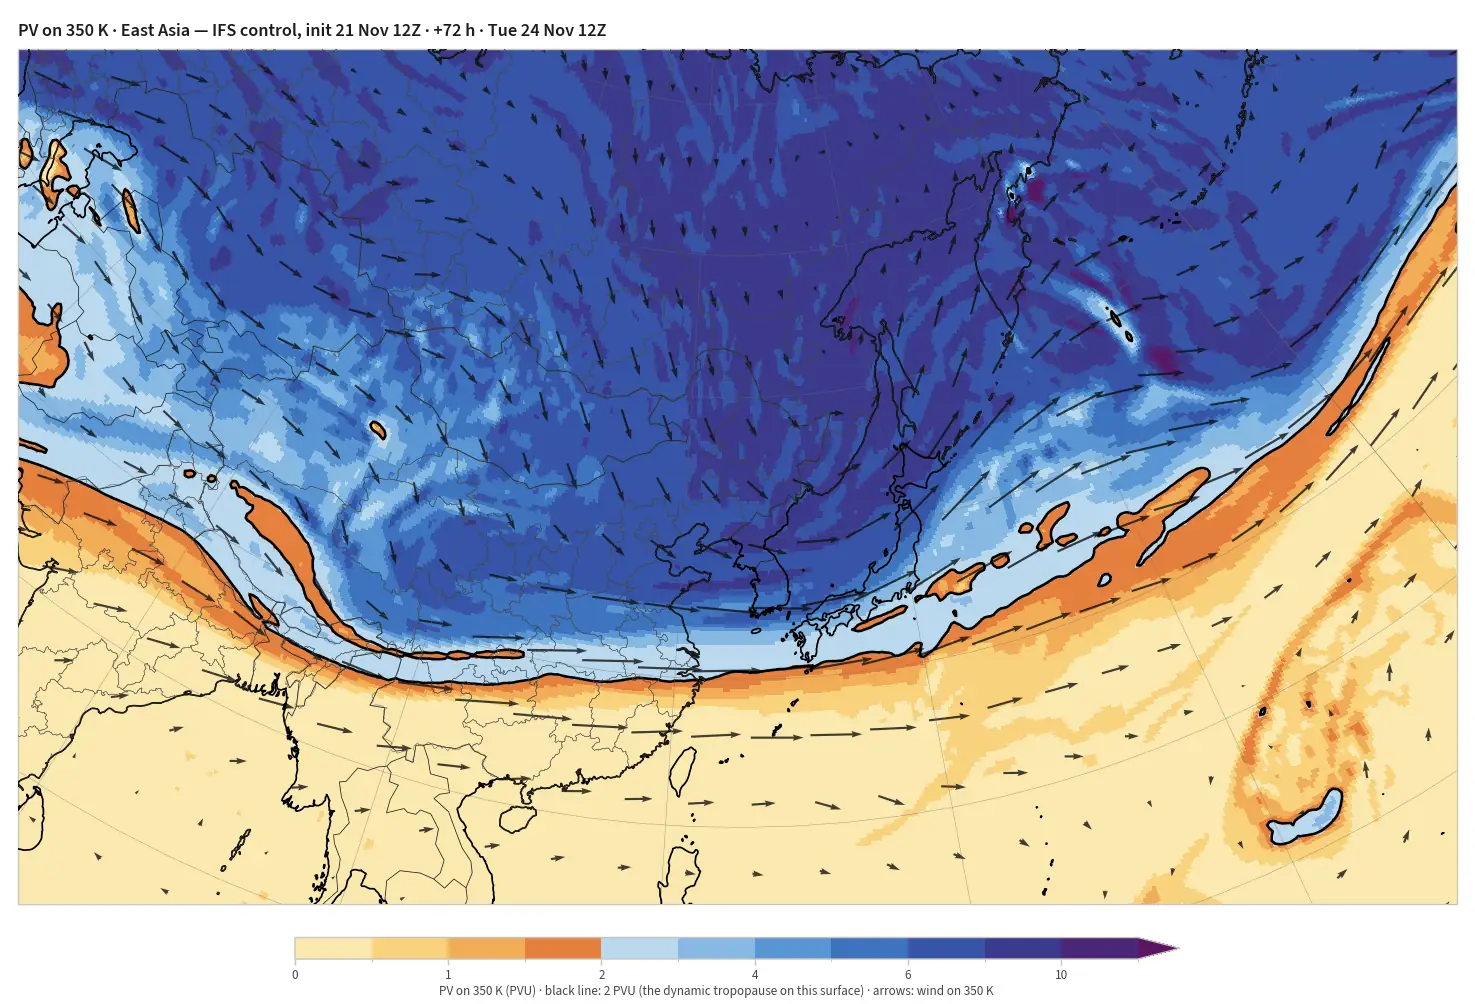 PV on 350 K · East Asia — IFS control, init 21 Nov 12Z · +72 h · Tue 24 Nov 12Z
0 1 2 4 6 10
PV on 350 K (PVU) · black line: 2 PVU (the dynamic tropopause on this surface) · arrows: wind on 350 K